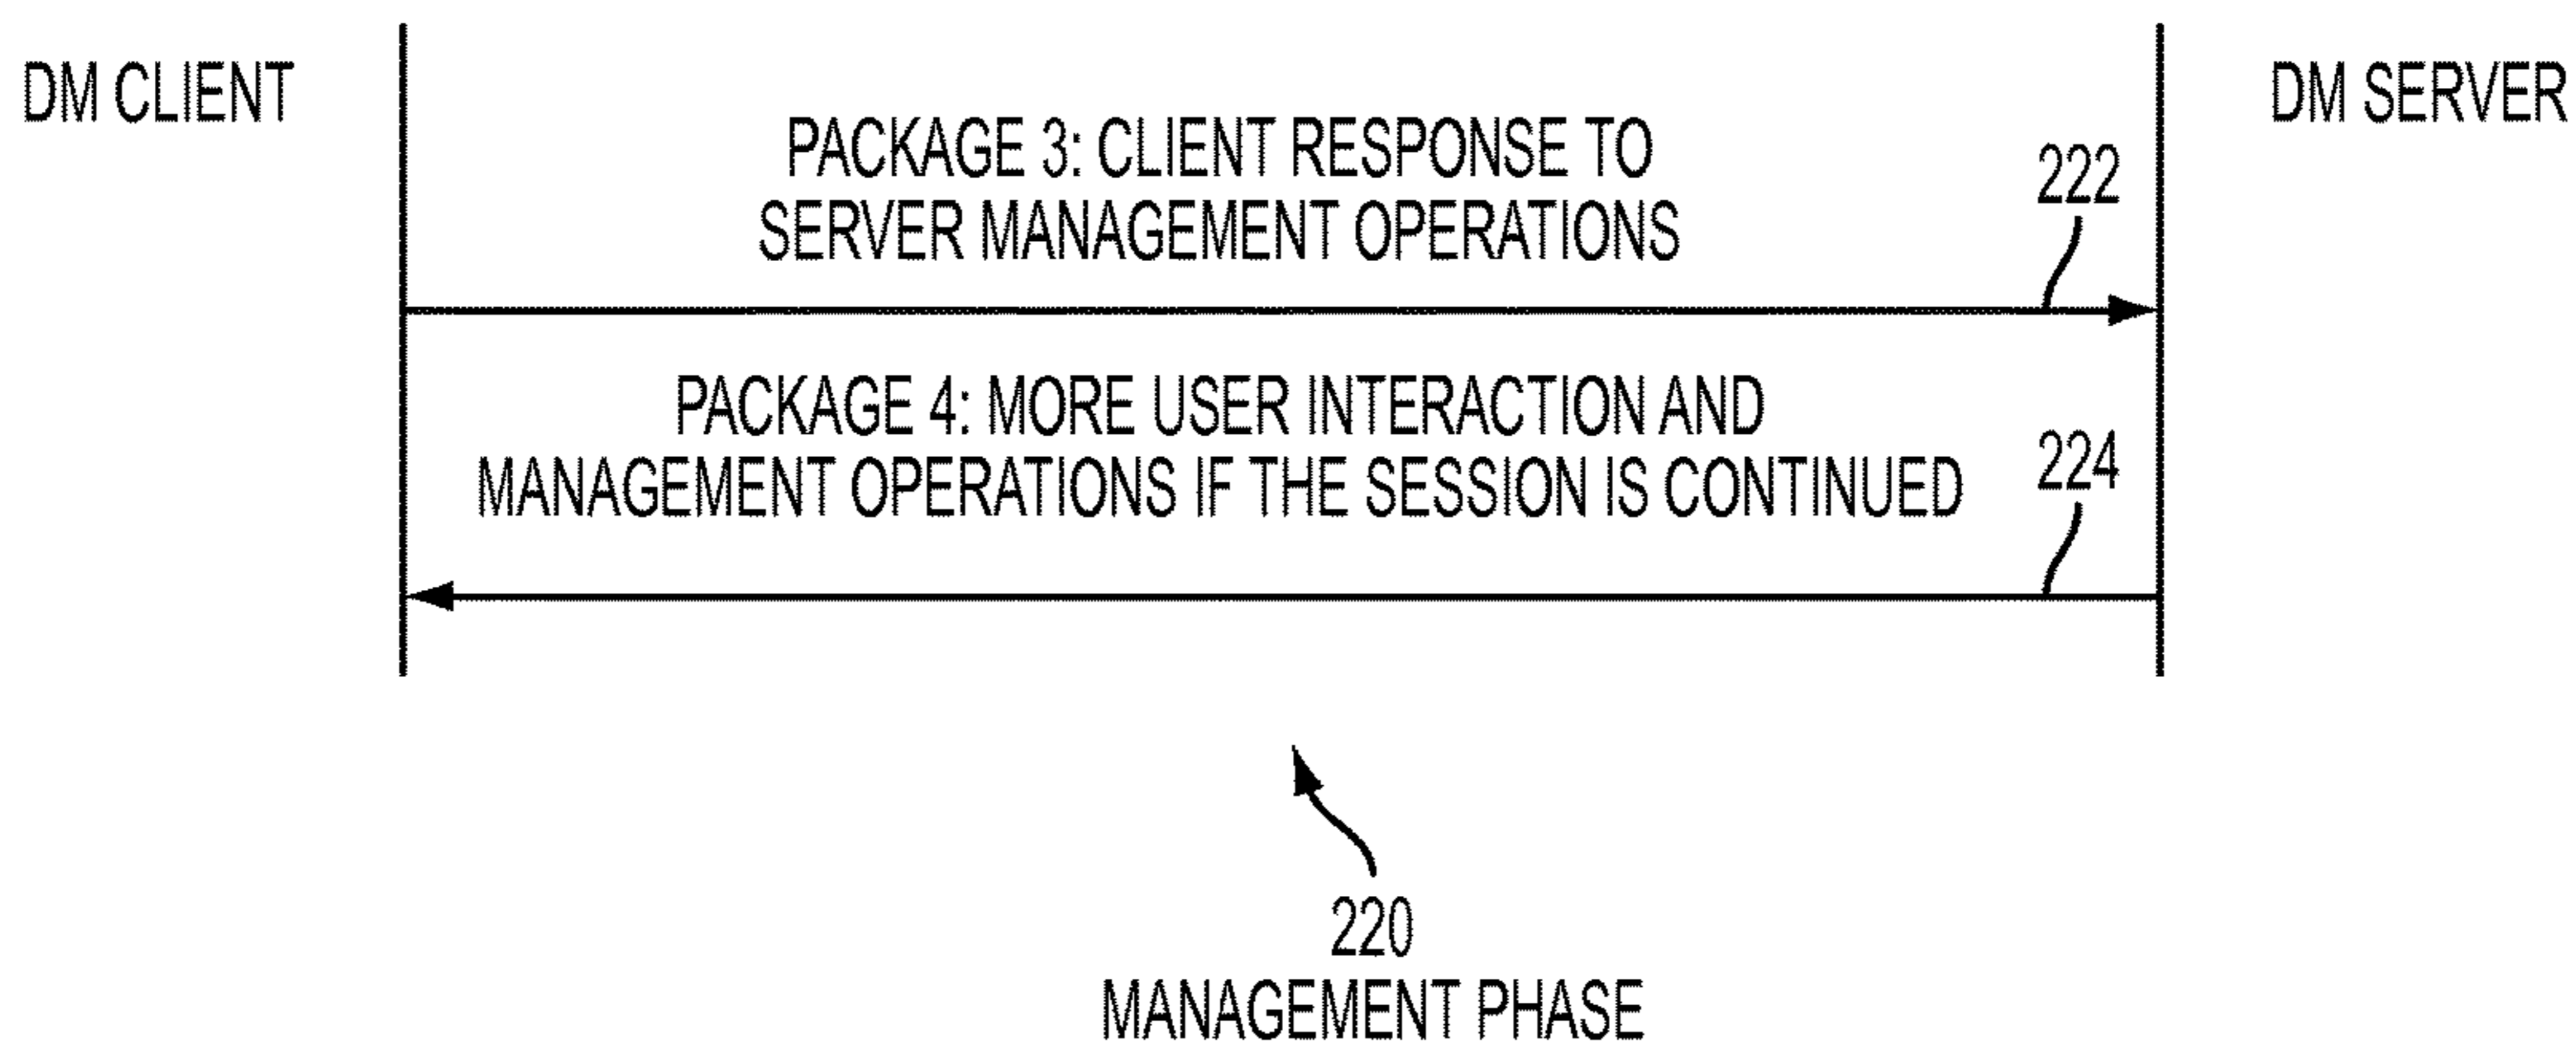 DM CLIENT
DM SERVER
PACKAGE 3: CLIENT RESPONSE TO
SERVER MANAGEMENT OPERATIONS
222
PACKAGE 4: MORE USER INTERACTION AND
MANAGEMENT OPERATIONS IF THE SESSION IS CONTINUED
224
220
MANAGEMENT PHASE